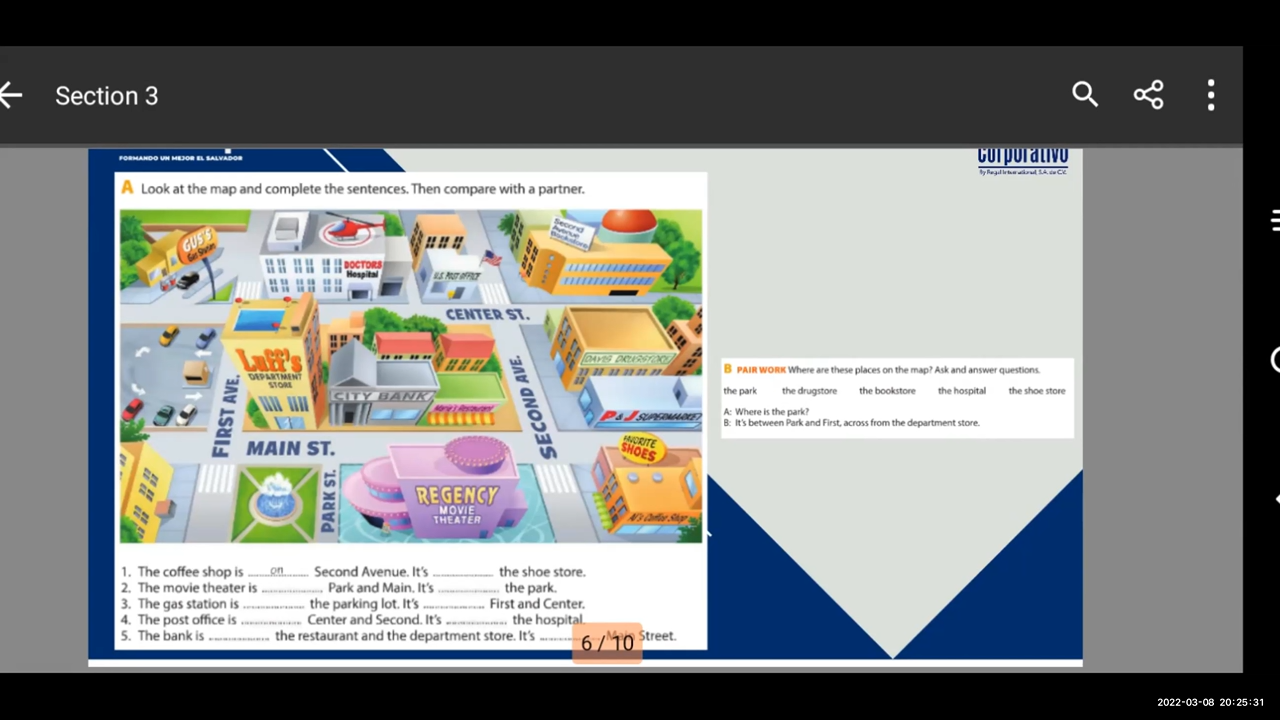 Section 3
FORMANDO UN MEJOR EL SALVADOR
corporativo
By Regal International, S.A. de C.V.
A Look at the map and complete the sentences. Then compare with a partner.
GUS'S
Gas Station
DOCTORS
Hospital
U.S. POST OFFICE
Second
Avenue
Bookstore
CENTER ST.
Luff's
DEPARTMENT
STORE
CITY BANK
DAVIS DRUGSTORE
P & J SUPERMARKET
FIRST AVE.
SECOND AVE.
MAIN ST.
PARK ST.
REGENCY
MOVIE
THEATER
FAVORITE
SHOES
Al's Coffee Shop
1. The coffee shop is on Second Avenue. It's the shoe store.
2. The movie theater is Park and Main. It's the park.
3. The gas station is the parking lot. It's First and Center.
4. The post office is Center and Second. It's the hospital.
5. The bank is the restaurant and the department store. It's Main Street.
6 / 10
B PAIR WORK Where are these places on the map? Ask and answer questions.
the park the drugstore the bookstore the hospital the shoe store
A: Where is the park?
B: It's between Park and First, across from the department store.
2022-03-08 20:25:31